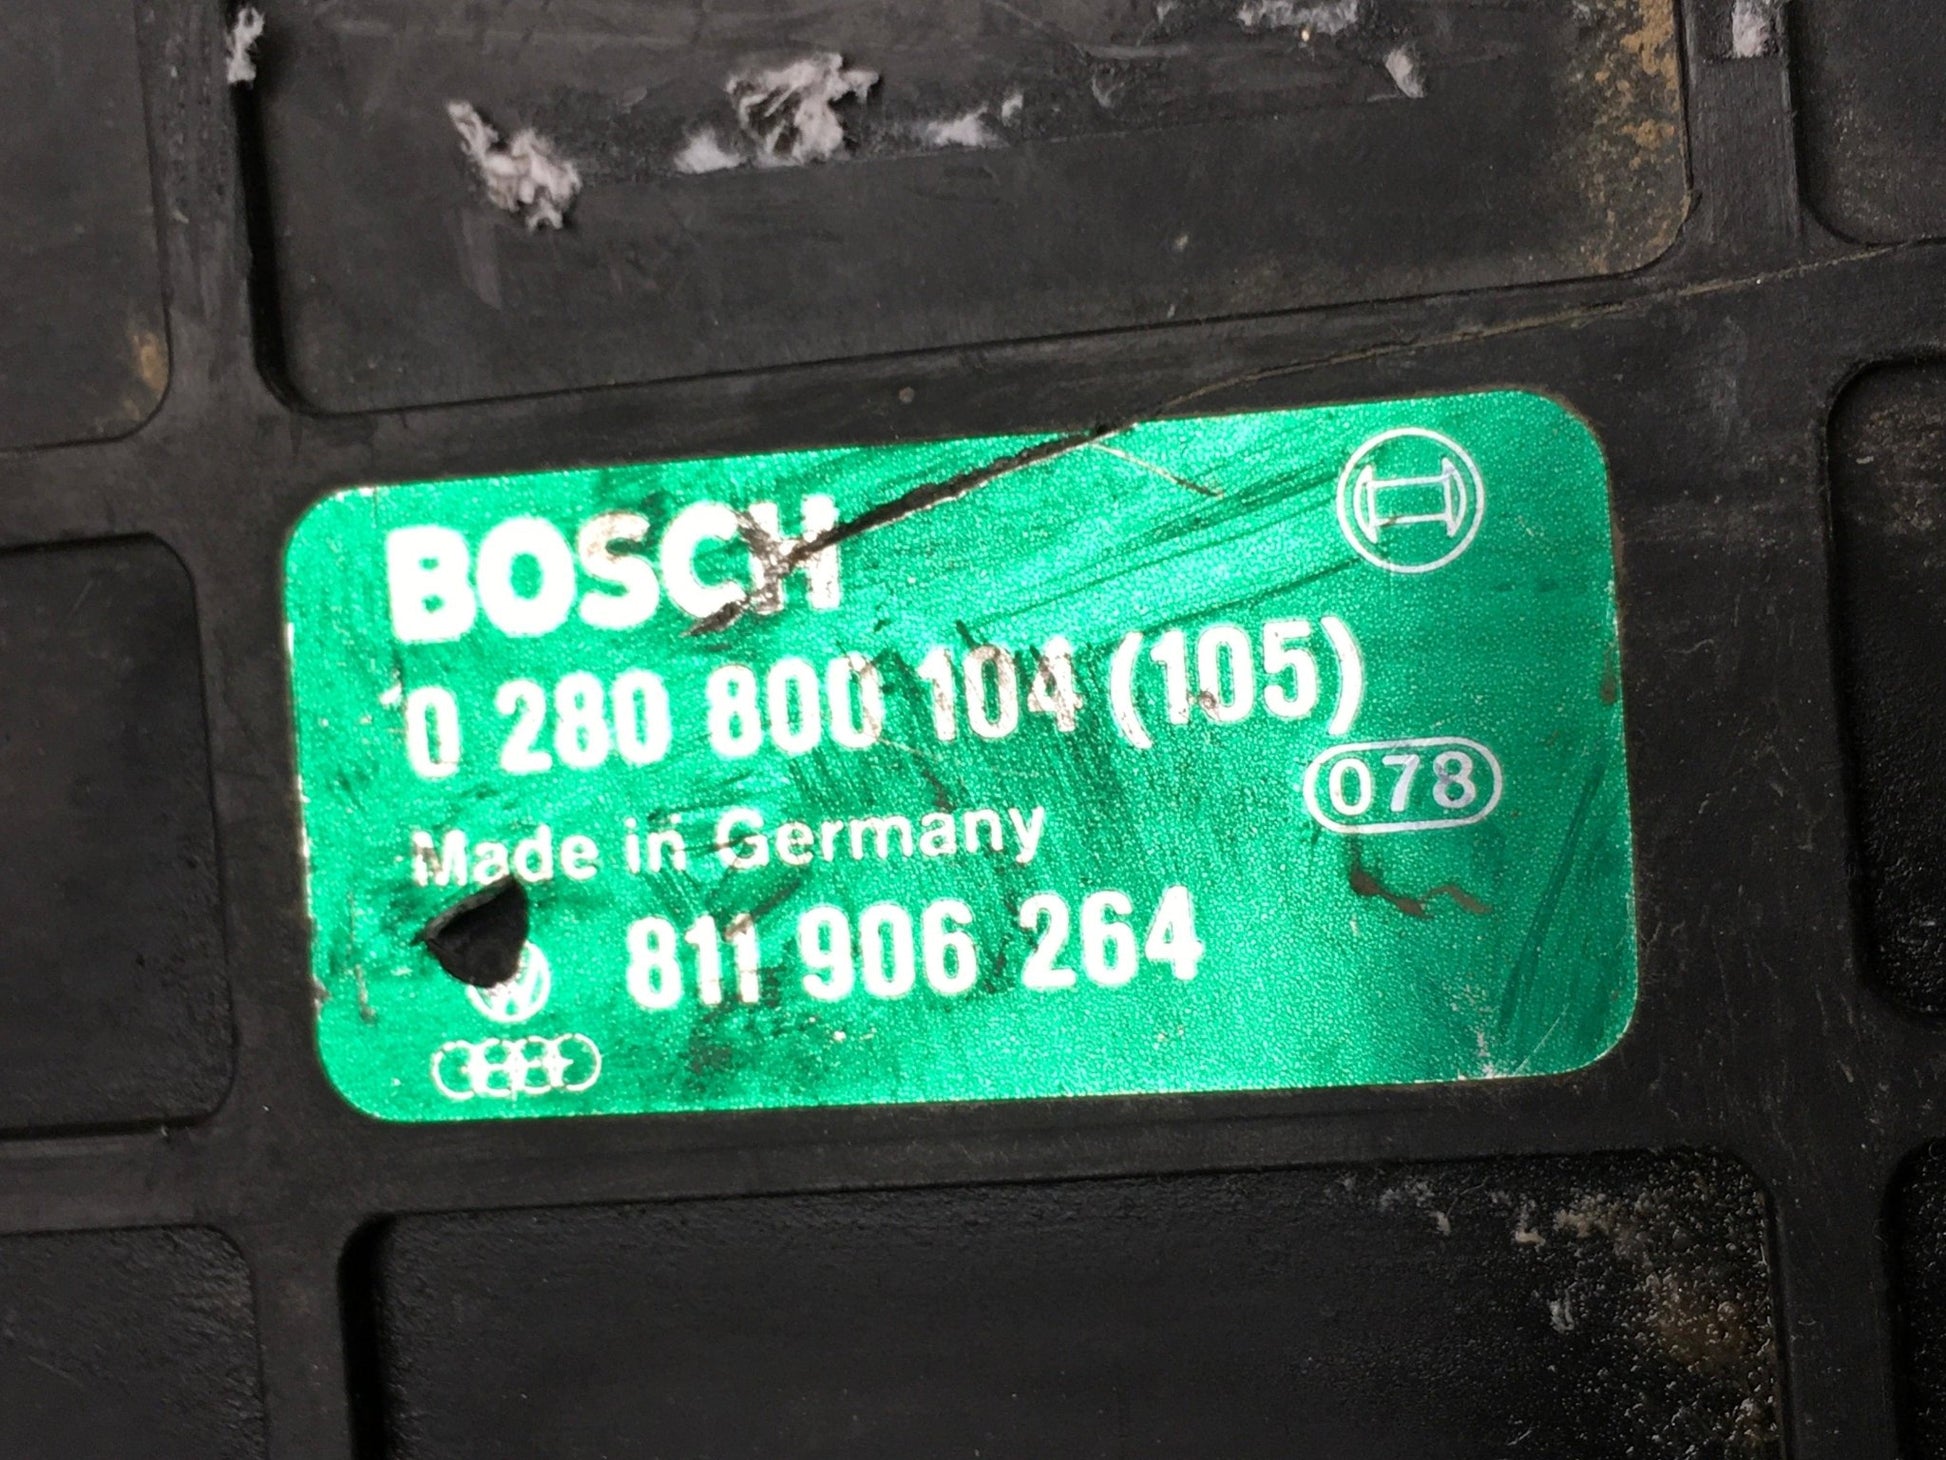 BOSCH
0 280 800 104 (105)
078
Made in Germany
811 906 264